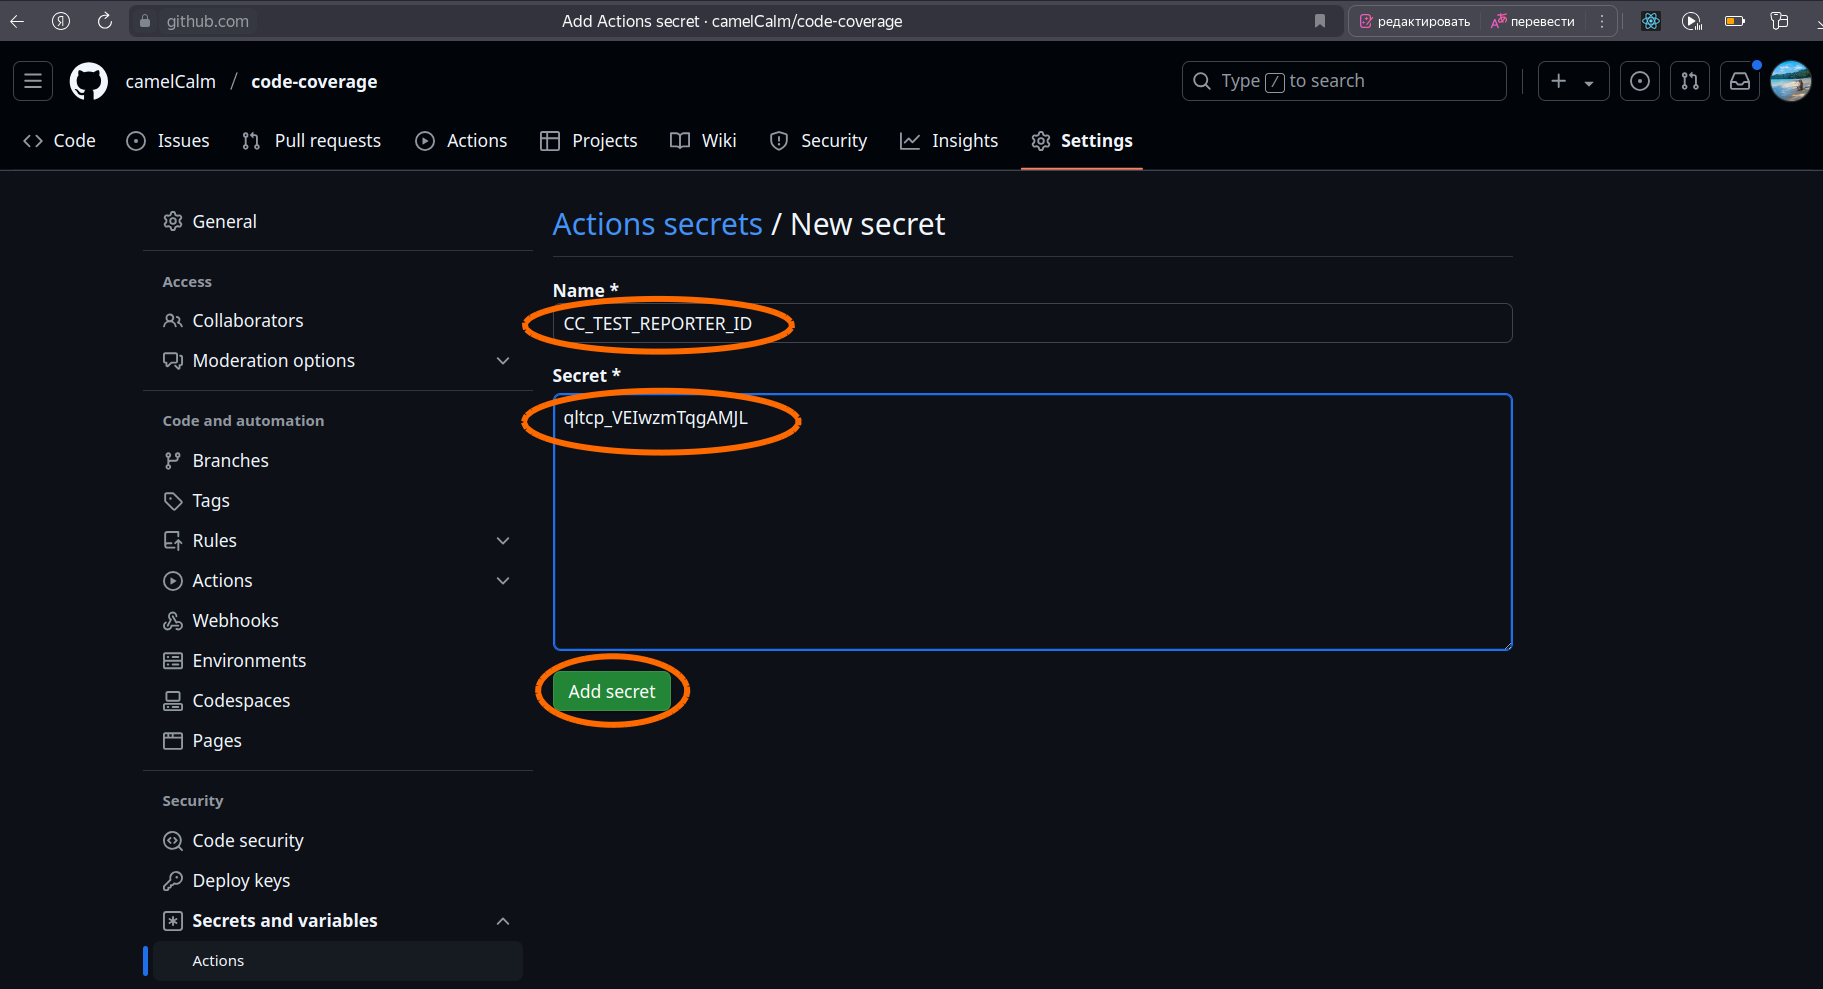 github.com
Add Actions secret · camelCalm/code-coverage
редактировать
перевести
camelCalm / code-coverage
Type / to search
Code
Issues
Pull requests
Actions
Projects
Wiki
Security
Insights
Settings
General
Access
Collaborators
Moderation options
Code and automation
Branches
Tags
Rules
Actions
Webhooks
Environments
Codespaces
Pages
Security
Code security
Deploy keys
Secrets and variables
Actions
Actions secrets / New secret
Name *
CC_TEST_REPORTER_ID
Secret *
qltcp_VEIwzmTqgAMJL
Add secret